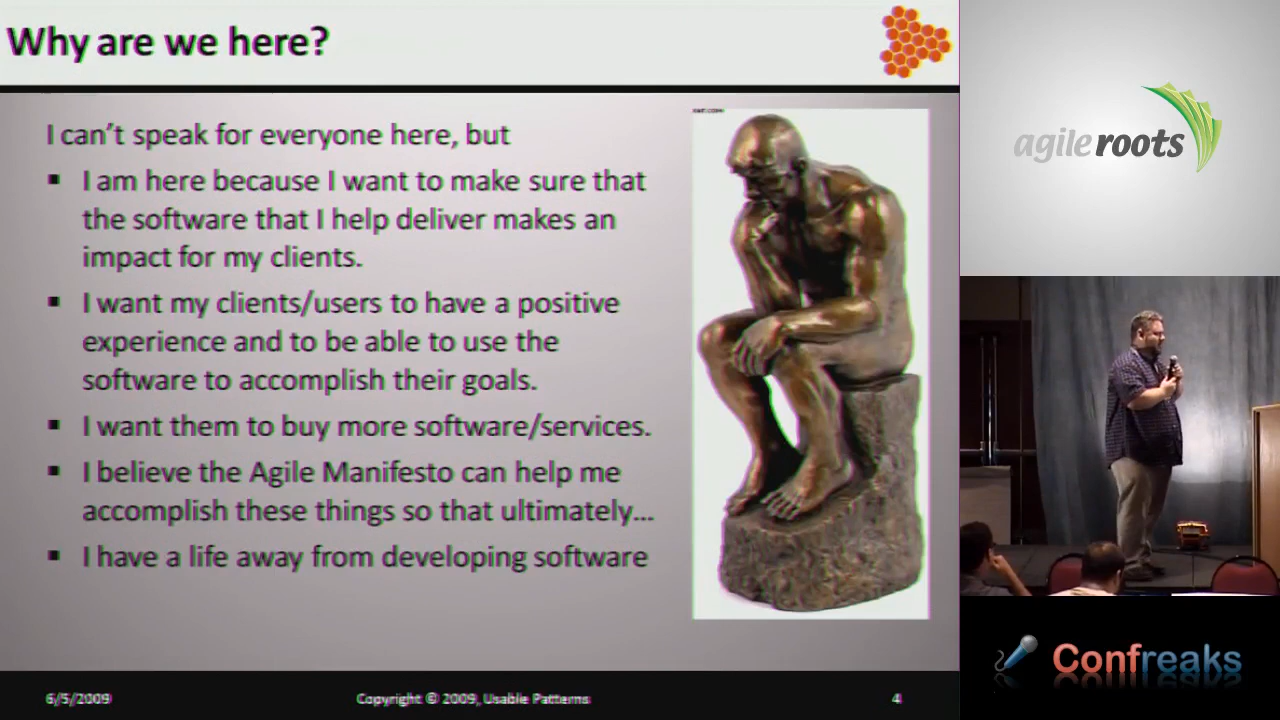 Why are we here?
I can't speak for everyone here, but
▪ I am here because I want to make sure that
the software that I help deliver makes an
impact for my clients.
▪ I want my clients/users to have a positive
experience and to be able to use the
software to accomplish their goals.
▪ I want them to buy more software/services.
▪ I believe the Agile Manifesto can help me
accomplish these things so that ultimately...
▪ I have a life away from developing software
6/5/2009
Copyright © 2009, Usable Patterns
4
agile roots
Confreaks